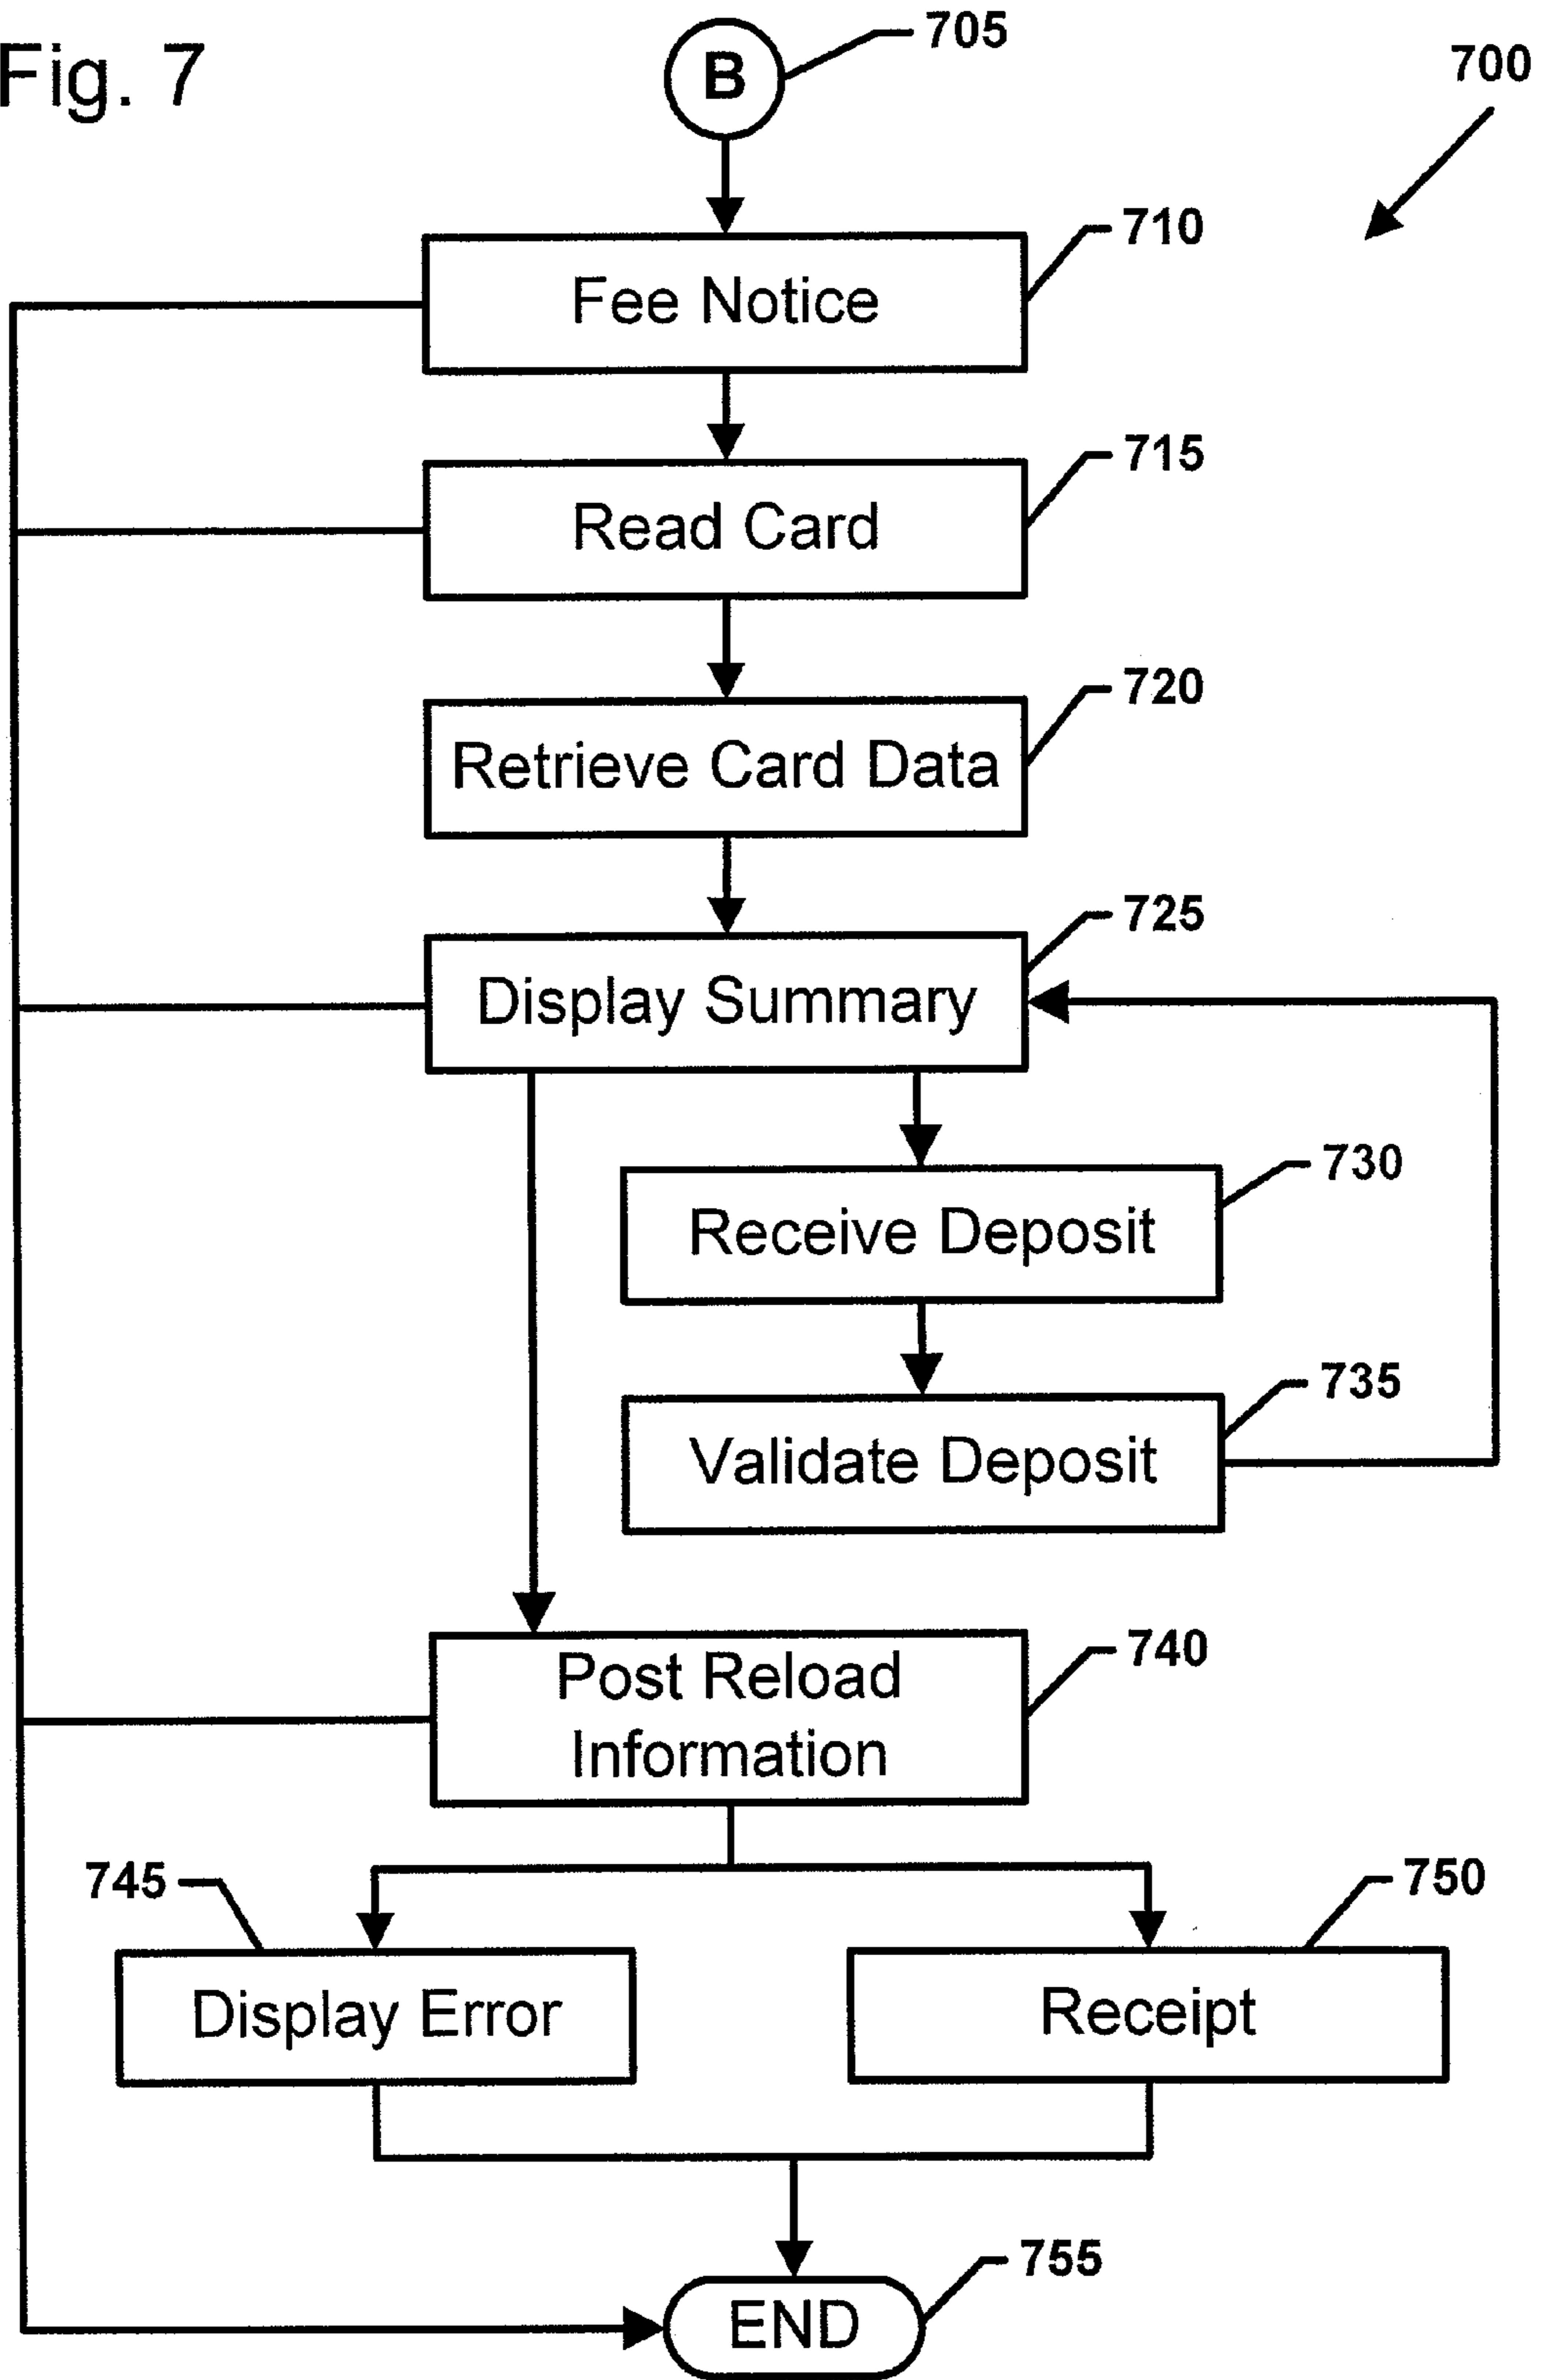 Fig. 7
B
705
700
Fee Notice
710
Read Card
715
Retrieve Card Data
720
Display Summary
725
Receive Deposit
730
Validate Deposit
735
Post Reload
Information
740
745
Display Error
750
Receipt
END
755